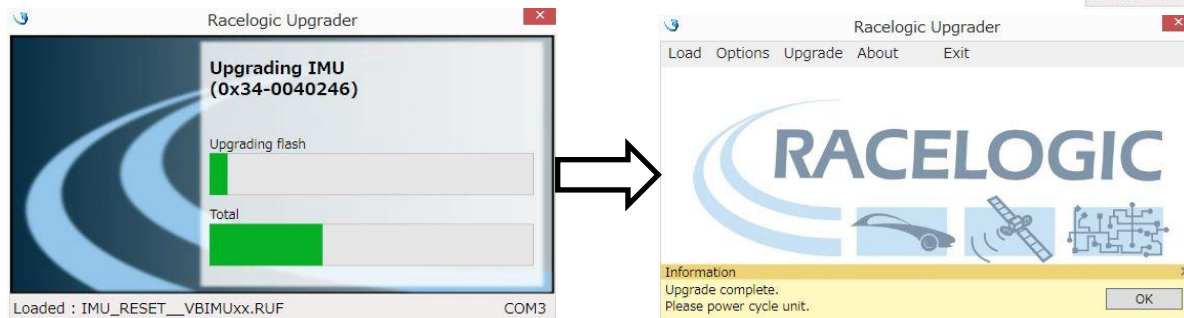 Racelogic Upgrader
Upgrading IMU
(0x34-0040246)
Upgrading flash
Total
Loaded : IMU_RESET__VBIMUxx.RUF COM3
Racelogic Upgrader
Load Options Upgrade About Exit
RACELOGIC
Information
Upgrade complete.
Please power cycle unit.
OK